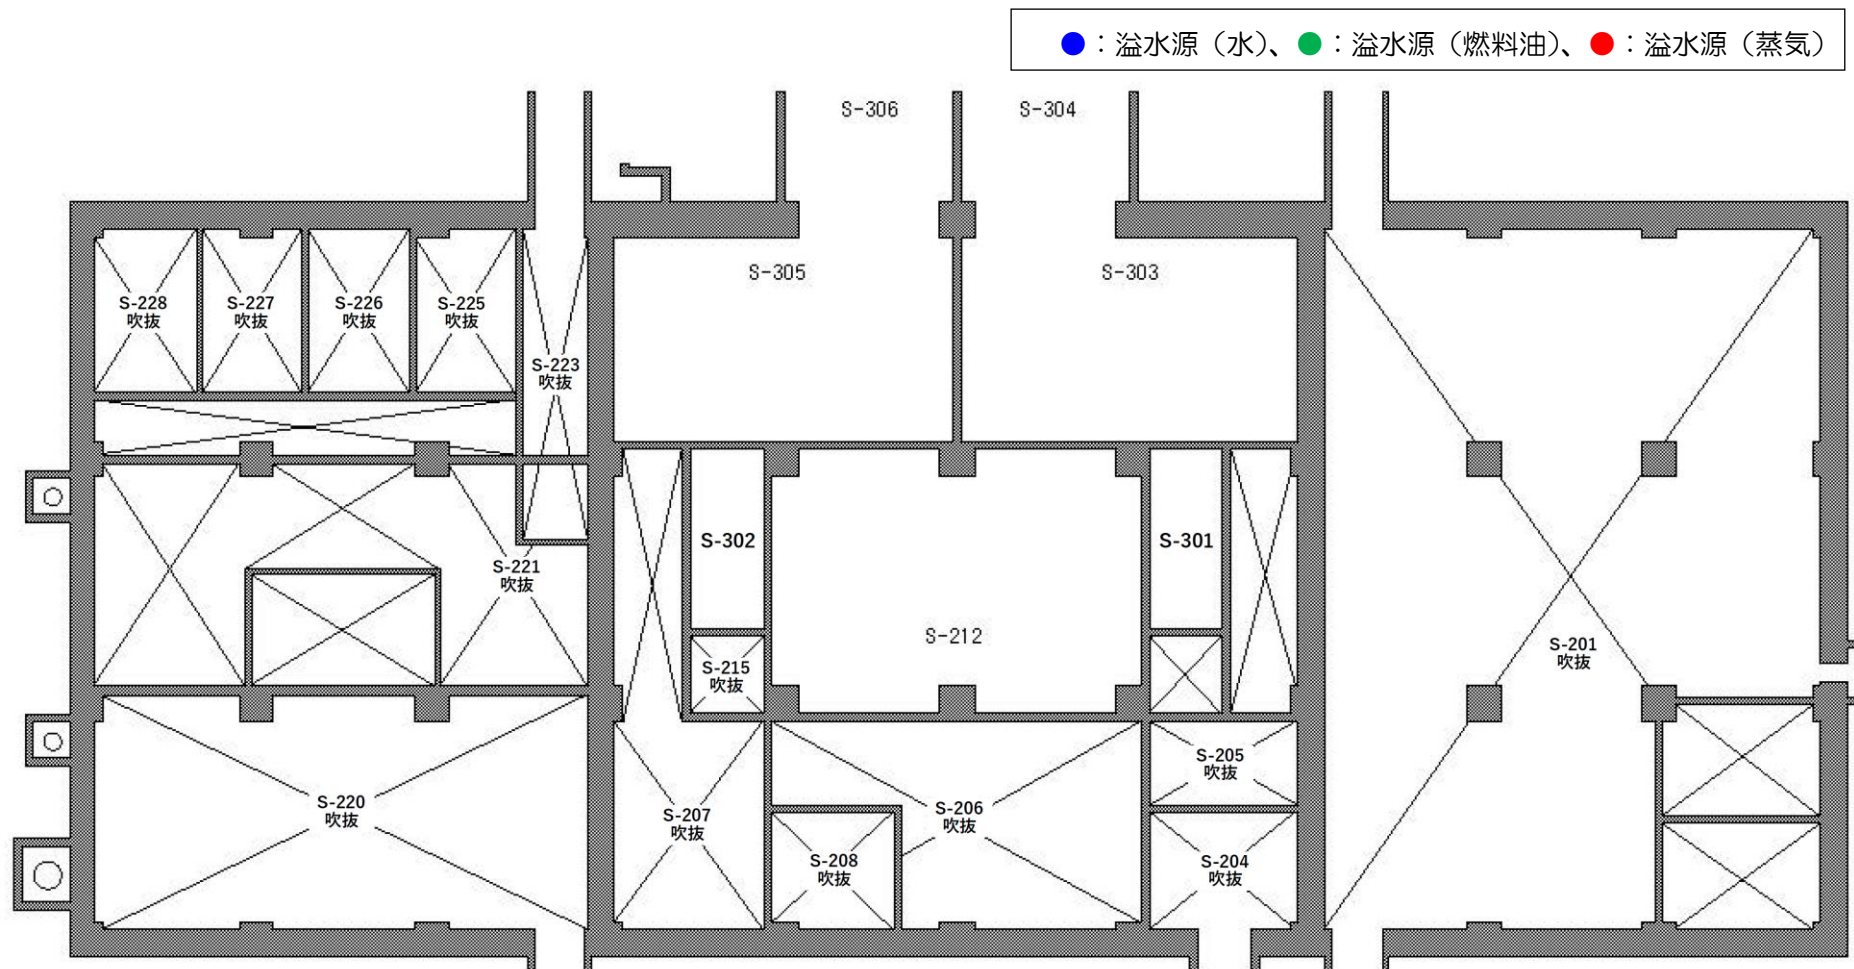 ●：溢水源（水）、●：溢水源（燃料油）、●：溢水源（蒸気）
S-306
S-304
S-305
S-303
S-228
吹抜
S-227
吹抜
S-226
吹抜
S-225
吹抜
S-223
吹抜
S-302
S-301
S-221
吹抜
S-212
S-215
吹抜
S-201
吹抜
S-205
吹抜
S-220
吹抜
S-207
吹抜
S-206
吹抜
S-208
吹抜
S-204
吹抜